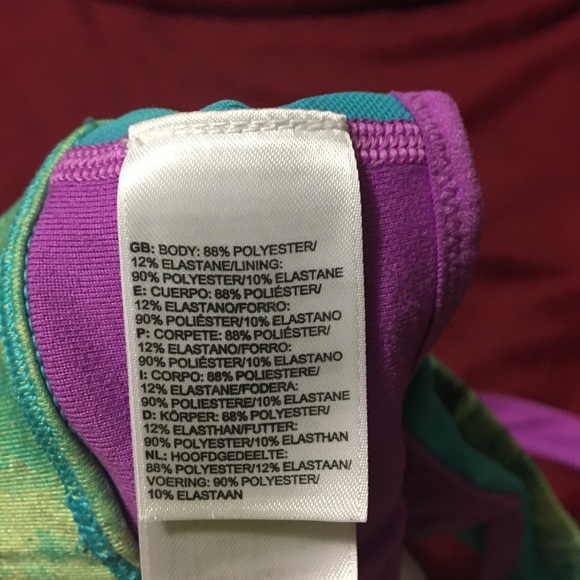 GB: BODY: 88% POLYESTER/
12% ELASTANE/LINING:
90% POLYESTER/10% ELASTANE
E: CUERPO: 88% POLIÉSTER/
12% ELASTANO/FORRO:
90% POLIÉSTER/10% ELASTANO
P: CORPETE: 88% POLIÉSTER/
12% ELASTANO/FORRO:
90% POLIÉSTER/10% ELASTANO
I: CORPO: 88% POLIESTERE/
12% ELASTANE/FODERA:
90% POLIESTERE/10% ELASTANE
D: KÖRPER: 88% POLYESTER/
12% ELASTHAN/FUTTER:
90% POLYESTER/10% ELASTHAN
NL: HOOFDGEDEELTE:
88% POLYESTER/12% ELASTAAN/
VOERING: 90% POLYESTER/
10% ELASTAAN